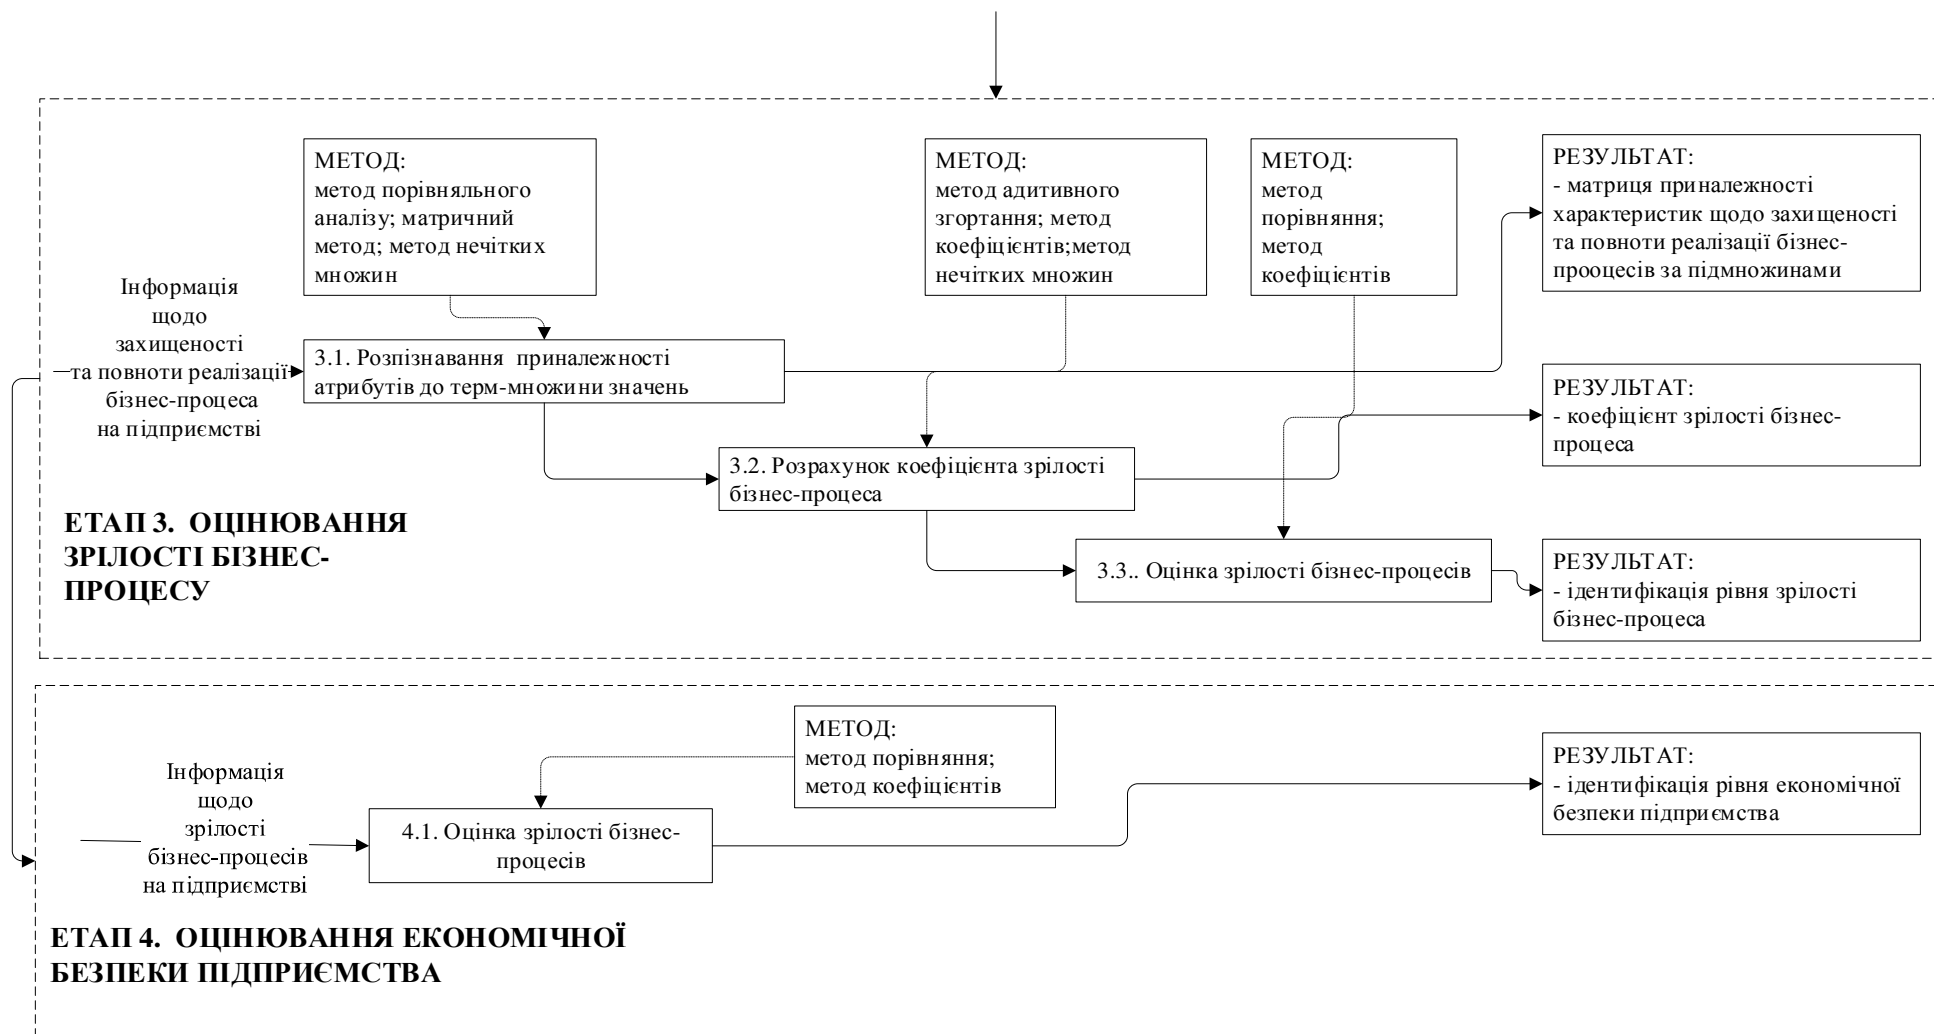 МЕТОД:
метод порівняльного
аналізу; матричний
метод; метод нечітких
множин
МЕТОД:
метод адитивного
згортання; метод
коефіцієнтів;метод
нечітких множин
МЕТОД:
метод
порівняння;
метод
коефіцієнтів
РЕЗУЛЬТАТ:
- матриця приналежності
характеристик щодо захищеності
та повноти реалізації бізнес-
прооцесів за підмножинами
Інформація
щодо
захищеності
та повноти реалізації
бізнес-процеса
на підприємстві
3.1. Розпізнавання приналежності
атрибутів до терм-множини значень
РЕЗУЛЬТАТ:
- коефіцієнт зрілості бізнес-
процеса
3.2. Розрахунок коефіцієнта зрілості
бізнес-процеса
ЕТАП 3. ОЦІНЮВАННЯ
ЗРІЛОСТІ БІЗНЕС-
ПРОЦЕСУ
3.3.. Оцінка зрілості бізнес-процесів
РЕЗУЛЬТАТ:
- ідентифікація рівня зрілості
бізнес-процеса
МЕТОД:
метод порівняння;
метод коефіцієнтів
РЕЗУЛЬТАТ:
- ідентифікація рівня економічної
безпеки підприємства
Інформація
щодо
зрілості
бізнес-процесів
на підприємстві
4.1. Оцінка зрілості бізнес-
процесів
ЕТАП 4. ОЦІНЮВАННЯ ЕКОНОМІЧНОЇ
БЕЗПЕКИ ПІДПРИЄМСТВА